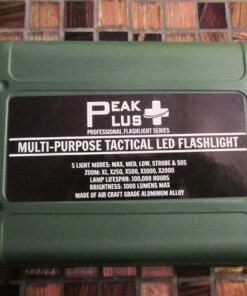 PEAK
PLUS
PROFESSIONAL FLASHLIGHT SERIES
MULTI-PURPOSE TACTICAL LED FLASHLIGHT
5 LIGHT MODES: MAX, MED, LOW, STROBE & SOS
ZOOM: X1, X250, X500, X1000, X2000
LAMP LIFESPAN: 100,000 HOURS
BRIGHTNESS: 1000 LUMENS MAX
MADE OF AIR CRAFT GRADE ALUMINUM ALLOY